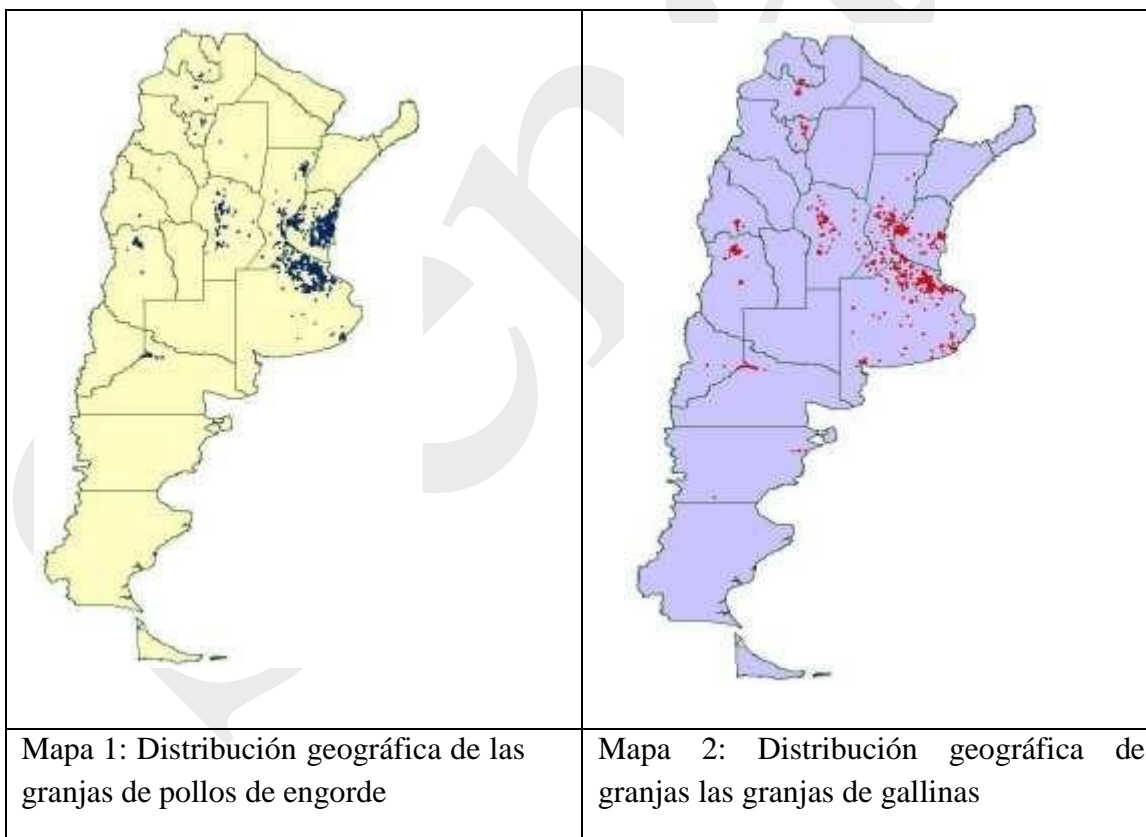 Mapa 1: Distribución geográfica de las
granjas de pollos de engorde
Mapa 2: Distribución geográfica de
granjas las granjas de gallinas